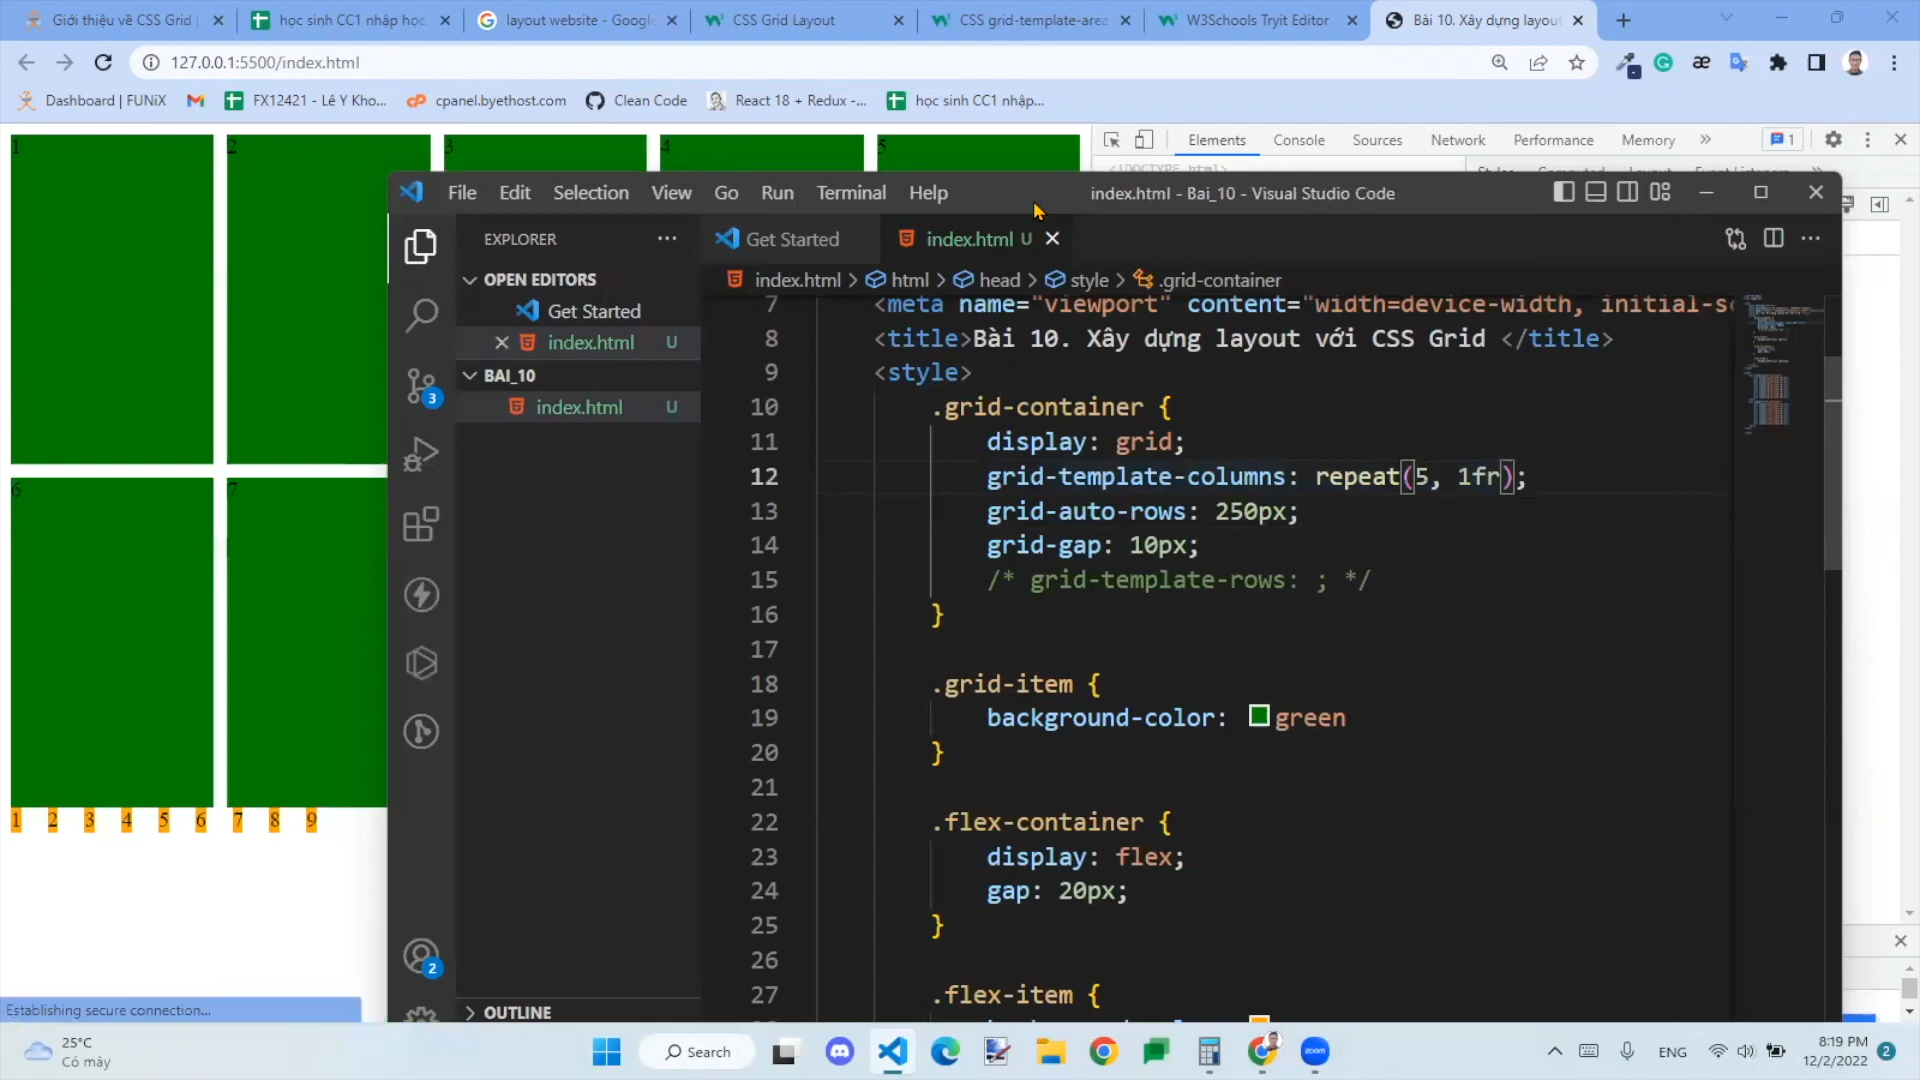 Giới thiệu về CSS Grid
học sinh CC1 nhập học
layout website - Google
CSS Grid Layout
CSS grid-template-area
W3Schools Tryit Editor
Bài 10. Xây dựng layout
127.0.0.1:5500/index.html
Dashboard | FUNiX
FX12421 - Lê Y Kho...
cpanel.byethost.com
Clean Code
React 18 + Redux -...
học sinh CC1 nhập...
1 2 3 4 5
Elements Console Sources Network Performance Memory » 1
<!DOCTYPE html>
File Edit Selection View Go Run Terminal Help
index.html - Bai_10 - Visual Studio Code
EXPLORER
Get Started
index.html U
OPEN EDITORS
index.html > html > head > style > .grid-container
Get Started
index.html U
BAI_10
index.html U
3
7 <meta name="viewport" content="width=device-width, initial-s
8 <title>Bài 10. Xây dựng layout với CSS Grid </title>
9 <style>
10 .grid-container {
11 display: grid;
12 grid-template-columns: repeat(5, 1fr);
13 grid-auto-rows: 250px;
14 grid-gap: 10px;
15 /* grid-template-rows: ; */
16 }
17
18 .grid-item {
19 background-color: green
20 }
21
22 .flex-container {
23 display: flex;
24 gap: 20px;
25 }
26
27 .flex-item {
6 7
1 2 3 4 5 6 7 8 9
2
OUTLINE
Establishing secure connection...
25°C
Có mây
Search
zoom
ENG
8:19 PM
12/2/2022
2